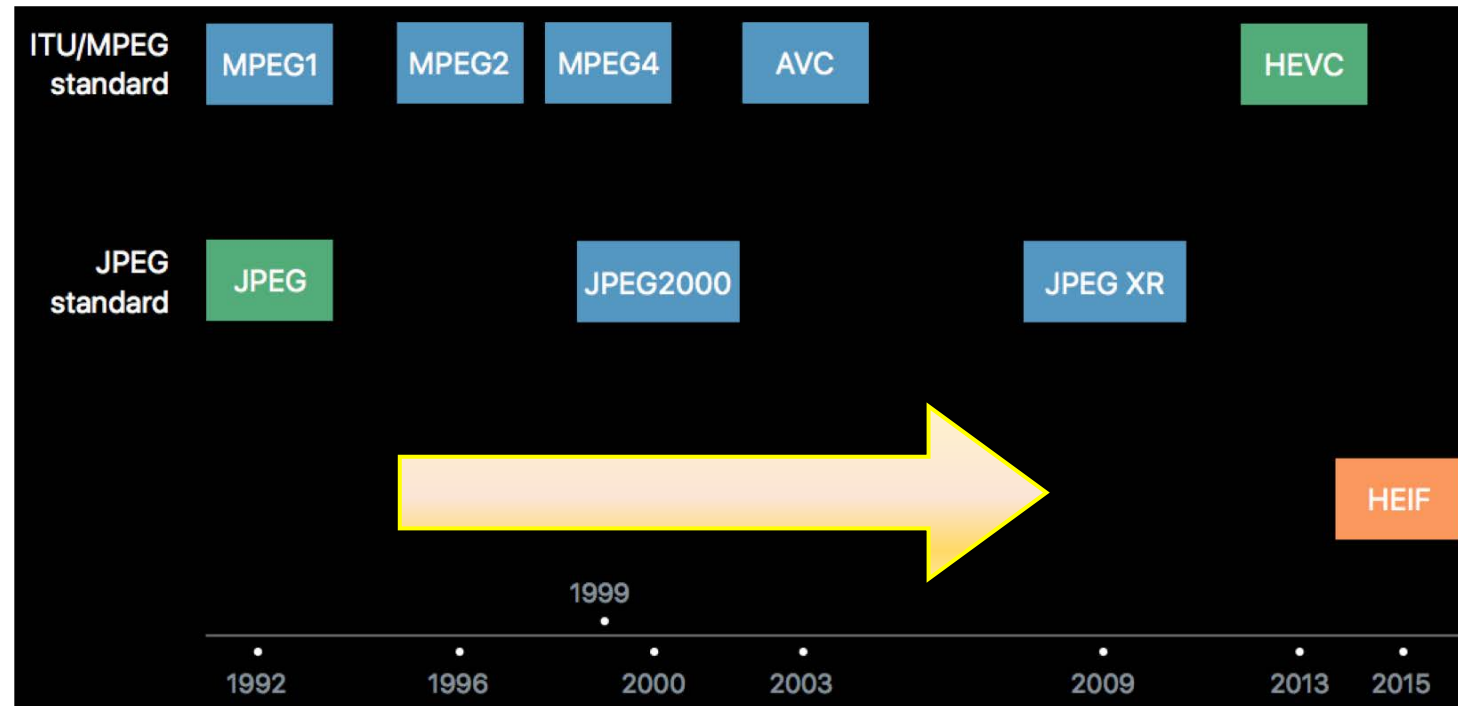 ITU/MPEG
standard
MPEG1
MPEG2
MPEG4
AVC
HEVC
JPEG
standard
JPEG
JPEG2000
JPEG XR
HEIF
1999
1992
1996
2000
2003
2009
2013
2015